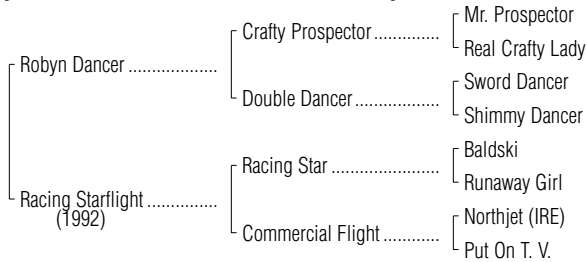 Mr. Prospector
Crafty Prospector ..............
Real Crafty Lady
Robyn Dancer ...................
Sword Dancer
Double Dancer ..................
Shimmy Dancer
Baldski
Racing Star .......................
Runaway Girl
Racing Starflight ...............
(1992)
Northjet (IRE)
Commercial Flight ............
Put On T. V.